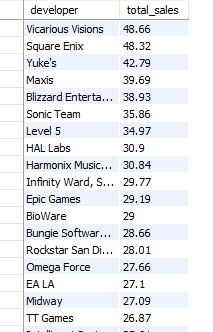 developer total_sales
Vicarious Visions 48.66
Square Enix 48.32
Yuke's 42.79
Maxis 39.69
Blizzard Enterta... 38.93
Sonic Team 35.86
Level 5 34.97
HAL Labs 30.9
Harmonix Music... 30.84
Infinity Ward, S... 29.77
Epic Games 29.19
BioWare 29
Bungie Softwar... 28.66
Rockstar San Di... 28.01
Omega Force 27.66
EA LA 27.1
Midway 27.09
TT Games 26.87